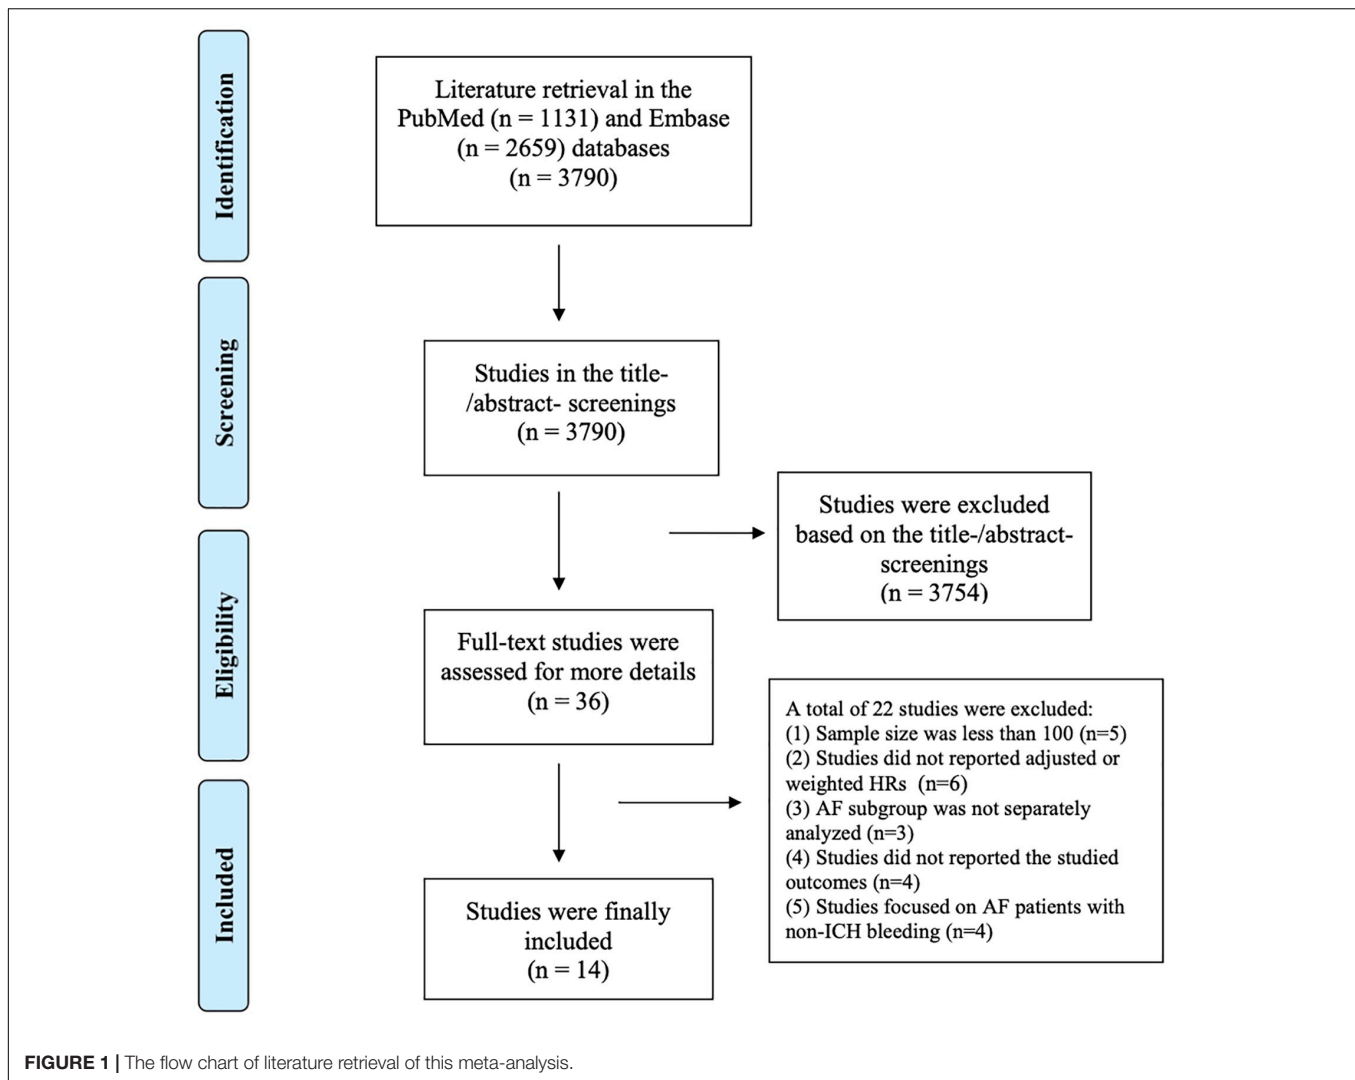 Identification
Literature retrieval in the
PubMed (n = 1131) and Embase
(n = 2659) databases
(n = 3790)
Screening
Studies in the title-
/abstract- screenings
(n = 3790)
Studies were excluded
based on the title-/abstract-
screenings
(n = 3754)
Eligibility
Full-text studies were
assessed for more details
(n = 36)
A total of 22 studies were excluded:
(1) Sample size was less than 100 (n=5)
(2) Studies did not reported adjusted or
weighted HRs (n=6)
(3) AF subgroup was not separately
analyzed (n=3)
(4) Studies did not reported the studied
outcomes (n=4)
(5) Studies focused on AF patients with
non-ICH bleeding (n=4)
Included
Studies were finally
included
(n = 14)
FIGURE 1 | The flow chart of literature retrieval of this meta-analysis.